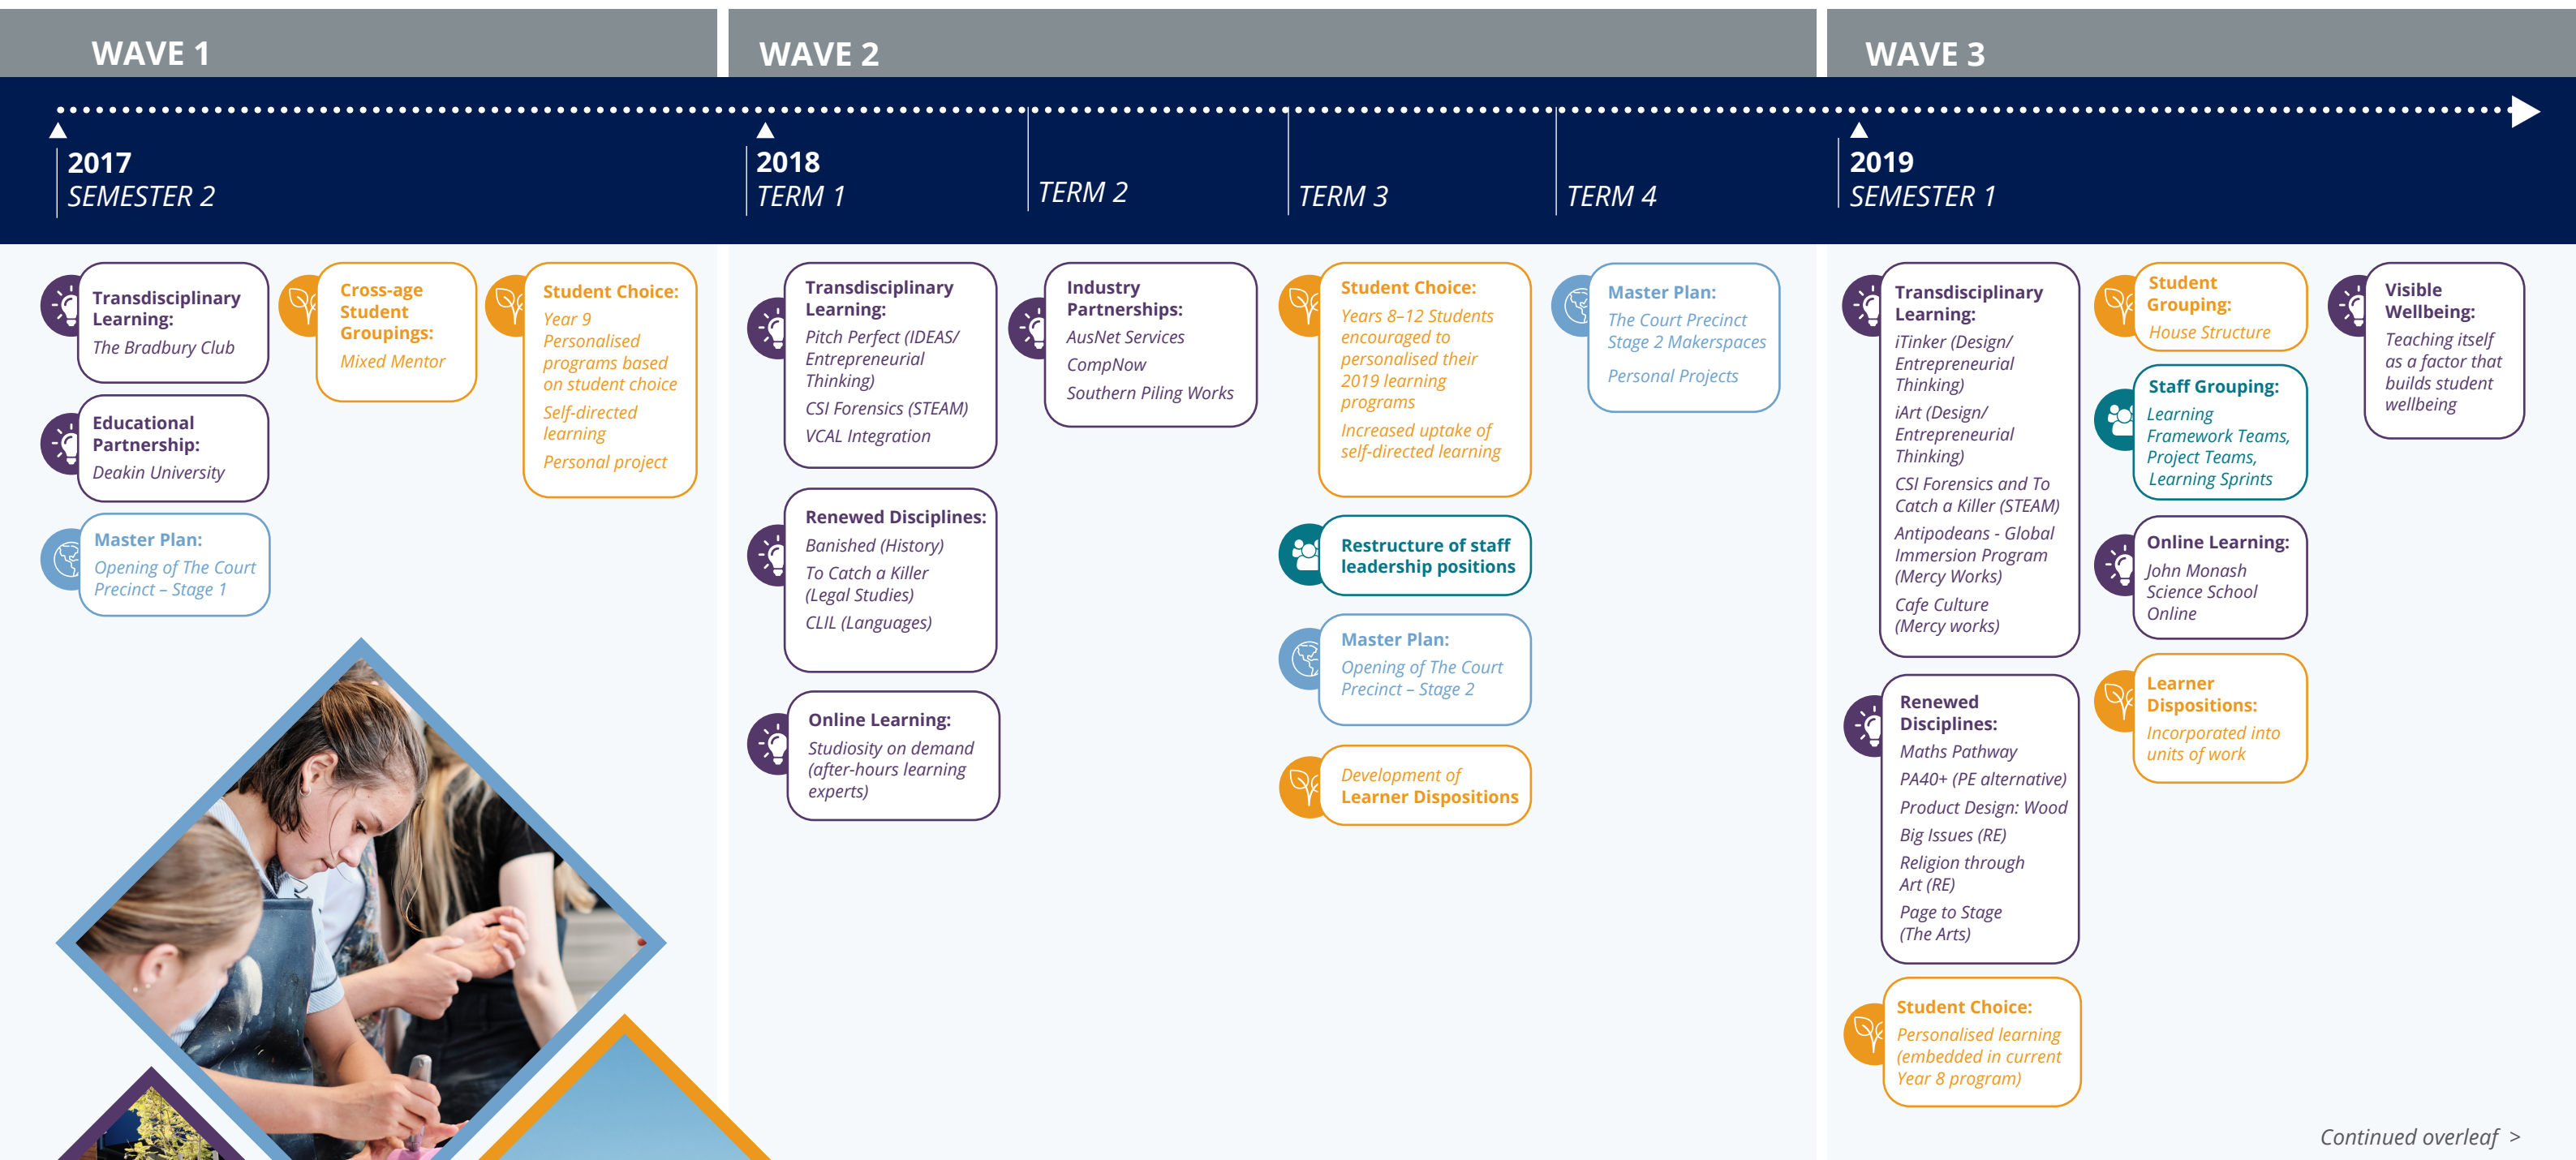 WAVE 1
WAVE 2
WAVE 3
2017
SEMESTER 2
2018
TERM 1
TERM 2
TERM 3
TERM 4
2019
SEMESTER 1
Transdisciplinary
Learning:
The Bradbury Club
Educational
Partnership:
Deakin University
Master Plan:
Opening of The Court
Precinct – Stage 1
Cross-age
Student
Groupings:
Mixed Mentor
Student Choice:
Year 9
Personalised
programs based
on student choice
Self-directed
learning
Personal project
Transdisciplinary
Learning:
Pitch Perfect (IDEAS/
Entrepreneurial
Thinking)
CSI Forensics (STEAM)
VCAL Integration
Renewed Disciplines:
Banished (History)
To Catch a Killer
(Legal Studies)
CLIL (Languages)
Online Learning:
Studiosity on demand
(after-hours learning
experts)
Industry
Partnerships:
AusNet Services
CompNow
Southern Piling Works
Student Choice:
Years 8–12 Students
encouraged to
personalised their
2019 learning
programs
Increased uptake of
self-directed learning
Restructure of staff
leadership positions
Master Plan:
Opening of The Court
Precinct – Stage 2
Development of
Learner Dispositions
Master Plan:
The Court Precinct
Stage 2 Makerspaces
Personal Projects
Transdisciplinary
Learning:
iTinker (Design/
Entrepreneurial
Thinking)
iArt (Design/
Entrepreneurial
Thinking)
CSI Forensics and To
Catch a Killer (STEAM)
Antipodeans - Global
Immersion Program
(Mercy Works)
Cafe Culture
(Mercy works)
Renewed
Disciplines:
Maths Pathway
PA40+ (PE alternative)
Product Design: Wood
Big Issues (RE)
Religion through
Art (RE)
Page to Stage
(The Arts)
Student Choice:
Personalised learning
(embedded in current
Year 8 program)
Student
Grouping:
House Structure
Staff Grouping:
Learning
Framework Teams,
Project Teams,
Learning Sprints
Online Learning:
John Monash
Science School
Online
Learner
Dispositions:
Incorporated into
units of work
Visible
Wellbeing:
Teaching itself
as a factor that
builds student
wellbeing
Continued overleaf >